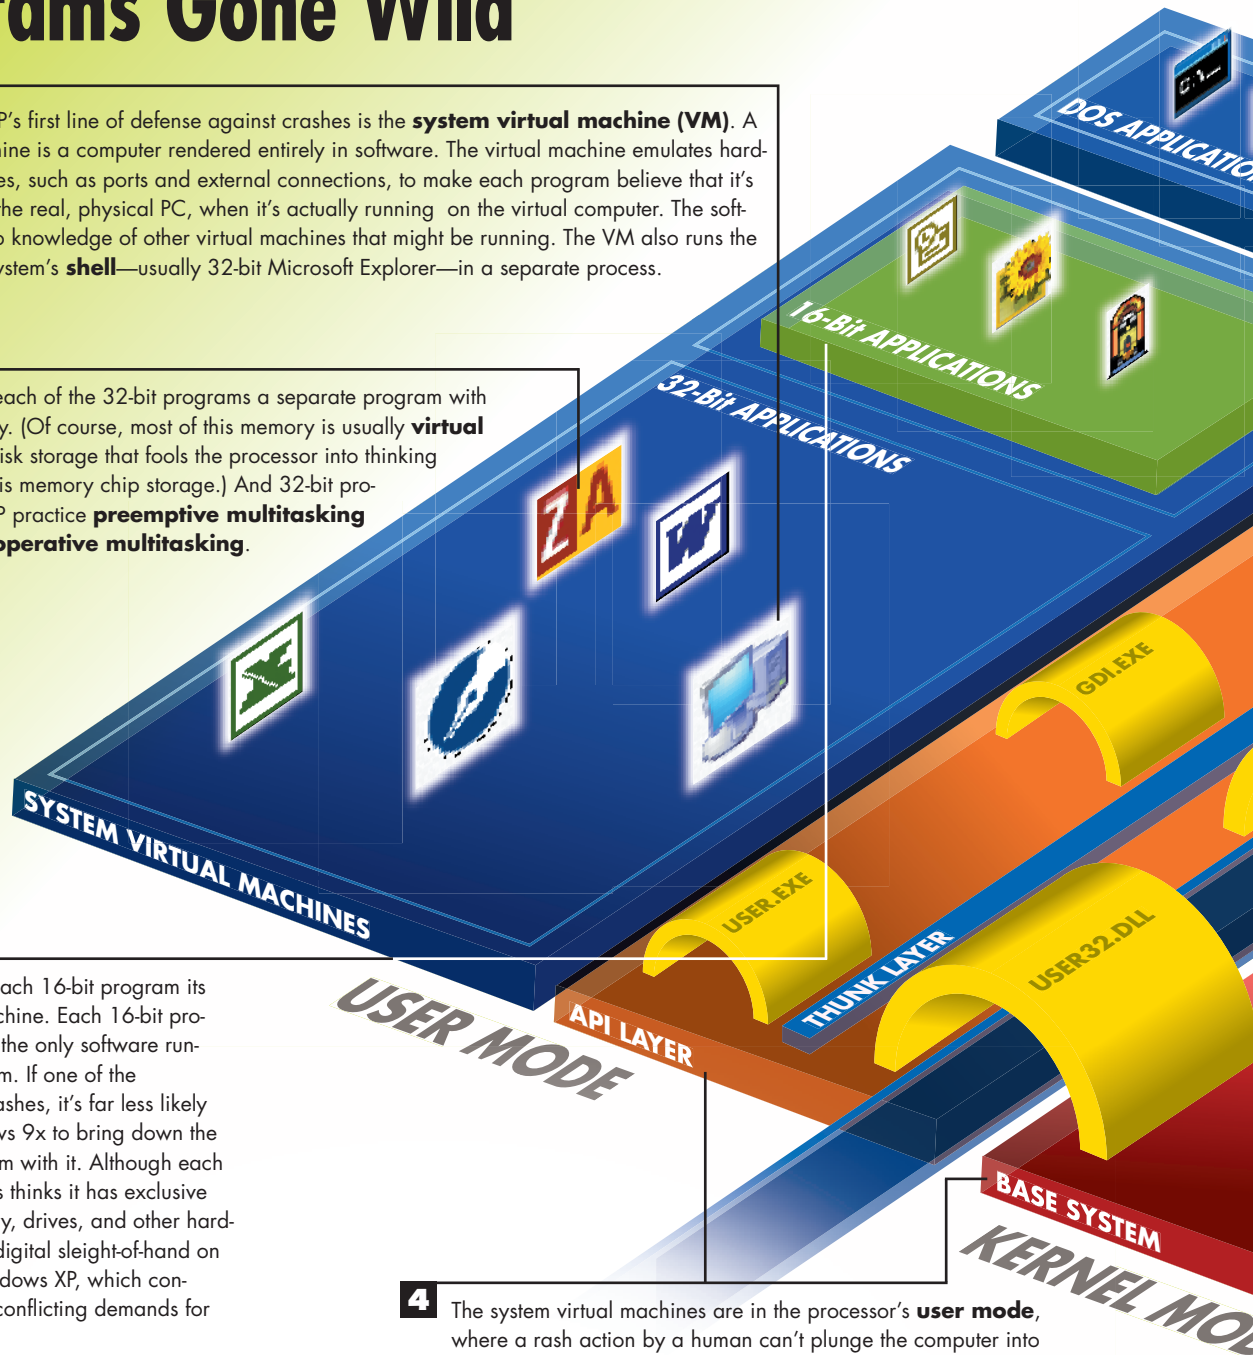 Gone Wild
P's first line of defense against crashes is the system virtual machine (VM). A
hine is a computer rendered entirely in software. The virtual machine emulates hard-
es, such as ports and external connections, to make each program believe that it's
the real, physical PC, when it's actually running on the virtual computer. The soft-
o knowledge of other virtual machines that might be running. The VM also runs the
ystem's shell—usually 32-bit Microsoft Explorer—in a separate process.
each of the 32-bit programs a separate program with
y. (Of course, most of this memory is usually virtual
isk storage that fools the processor into thinking
is memory chip storage.) And 32-bit pro-
P practice preemptive multitasking
operative multitasking.
C:\_
DOS APPLICATIO
16-Bit APPLICATIONS
32-Bit APPLICATIONS
Z A
W
X
GDI.EXE
SYSTEM VIRTUAL MACHINES
USER.EXE
USER32.DLL
THUNK LAYER
API LAYER
USER MODE
BASE SYSTEM
KERNEL MOD
each 16-bit program its
chine. Each 16-bit pro-
the only software run-
m. If one of the
ashes, it's far less likely
ws 9x to bring down the
m with it. Although each
s thinks it has exclusive
y, drives, and other hard-
digital sleight-of-hand on
dows XP, which con-
conflicting demands for
4
The system virtual machines are in the processor's user mode,
where a rash action by a human can't plunge the computer into